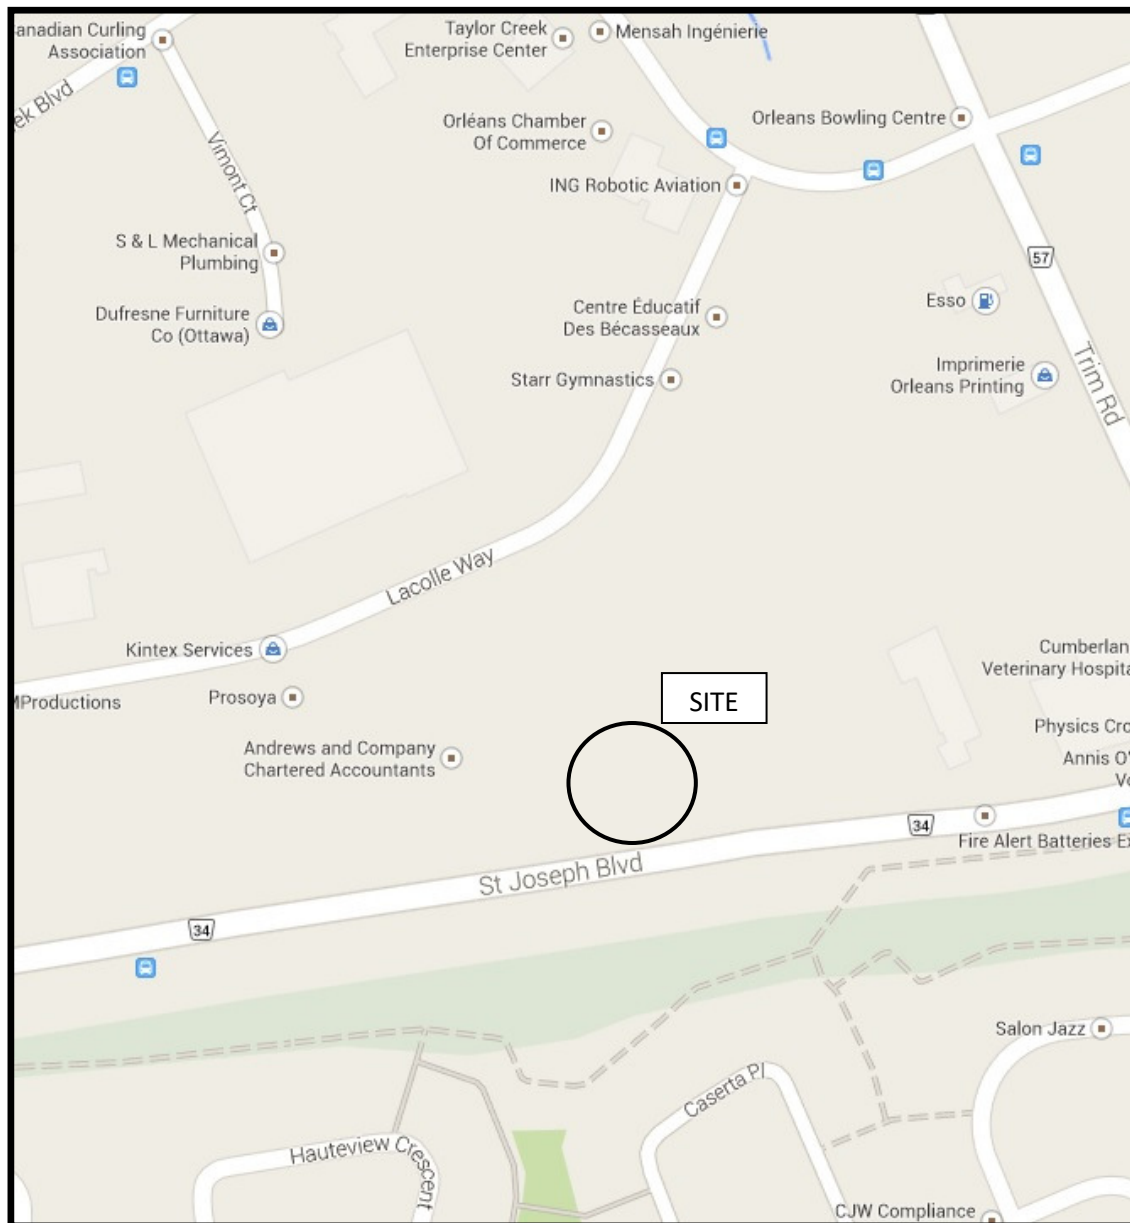 anadian Curling
Association
Taylor Creek
Enterprise Center
Mensah Ingénierie
ek Blvd
Vimont Ct
Orléans Chamber
Of Commerce
Orleans Bowling Centre
ING Robotic Aviation
S & L Mechanical
Plumbing
57
Dufresne Furniture
Co (Ottawa)
Centre Éducatif
Des Bécasseaux
Esso
Starr Gymnastics
Imprimerie
Orleans Printing
Trim Rd
Lacolle Way
Kintex Services
Cumberlan
Veterinary Hospita
MProductions
Prosoya
SITE
Andrews and Company
Chartered Accountants
Physics Cro
Annis O'
Vo
34
Fire Alert Batteries Ex
St Joseph Blvd
34
Salon Jazz
Caserta Pl
Hauteview Crescent
CJW Compliance